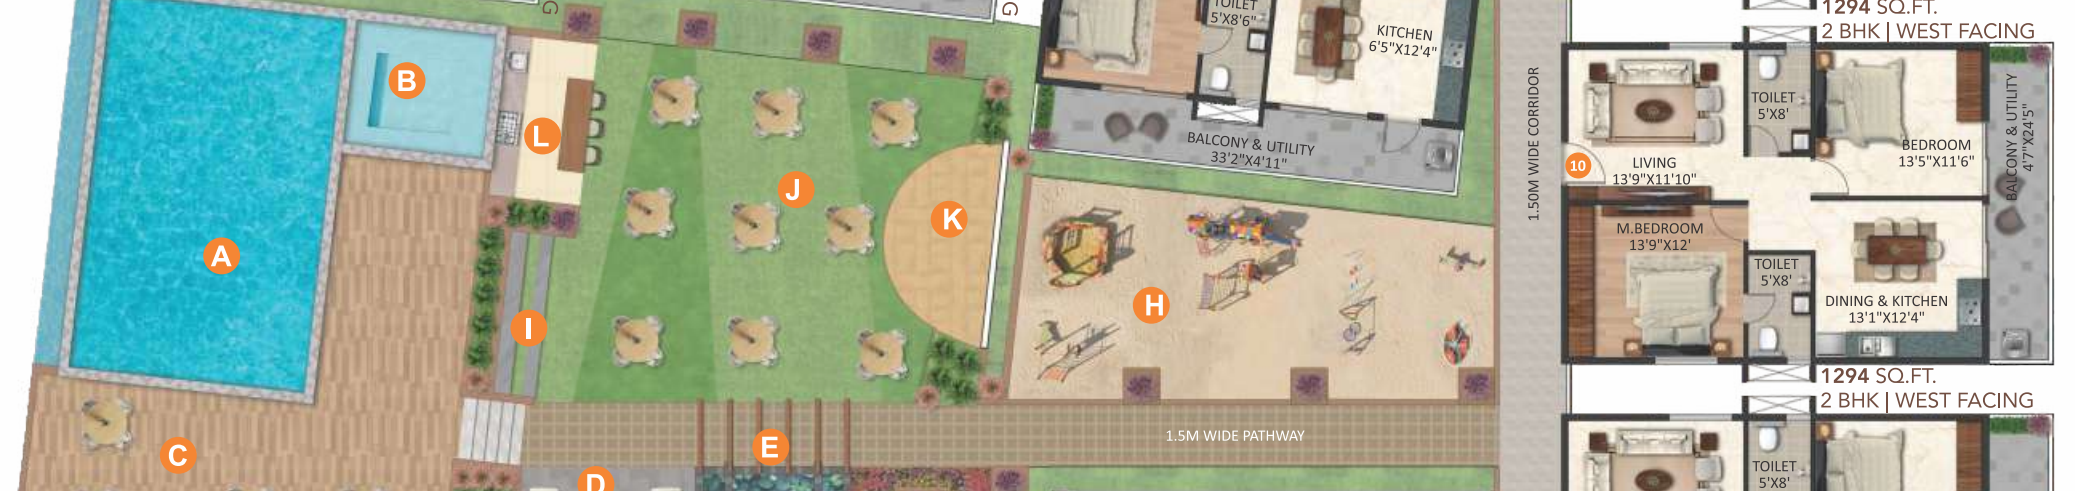 G
G
TOILET
5'X8'6"
KITCHEN
6'5"X12'4"
BALCONY & UTILITY
33'2"X4'11"
1.50M WIDE CORRIDOR
1294 SQ.FT.
2 BHK | WEST FACING
TOILET
5'X8'
BEDROOM
13'5"X11'6"
BALCONY & UTILITY
4'7"X24'5"
10
LIVING
13'9"X11'10"
M.BEDROOM
13'9"X12'
TOILET
5'X8'
DINING & KITCHEN
13'1"X12'4"
1294 SQ.FT.
2 BHK | WEST FACING
TOILET
5'X8'
A
B
L
J
K
H
I
C
E
D
1.5M WIDE PATHWAY